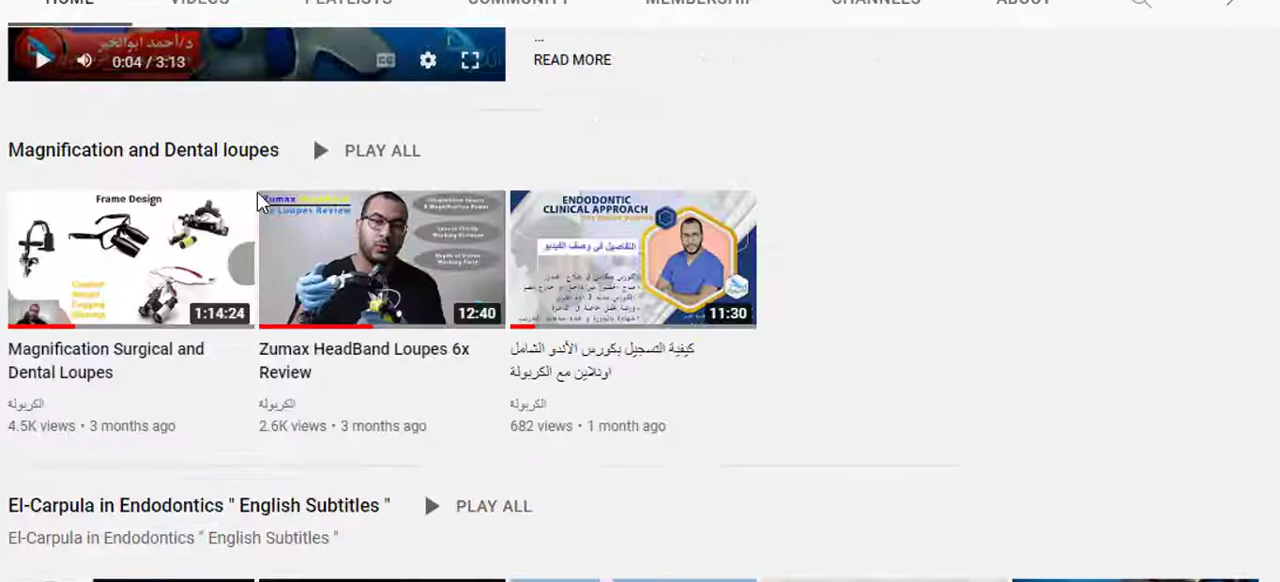 HOME VIDEOS PLAYLISTS COMMUNITY MEMBERSHIP CHANNELS ABOUT
د/أحمد ابوالخير
0:04 / 3:13
...
READ MORE
Magnification and Dental loupes PLAY ALL
Frame Design
1:14:24
Zumax
Loupes Review
12:40
ENDODONTIC
CLINICAL APPROACH
التفاصيل في وصف الفيديو
11:30
Magnification Surgical and
Dental Loupes
الكربولة
4.5K views • 3 months ago
Zumax HeadBand Loupes 6x
Review
الكربولة
2.6K views • 3 months ago
كيفية التسجيل بكورس الأندو الشامل
اونلاين مع الكربولة
الكربولة
682 views • 1 month ago
El-Carpula in Endodontics " English Subtitles " PLAY ALL
El-Carpula in Endodontics " English Subtitles "